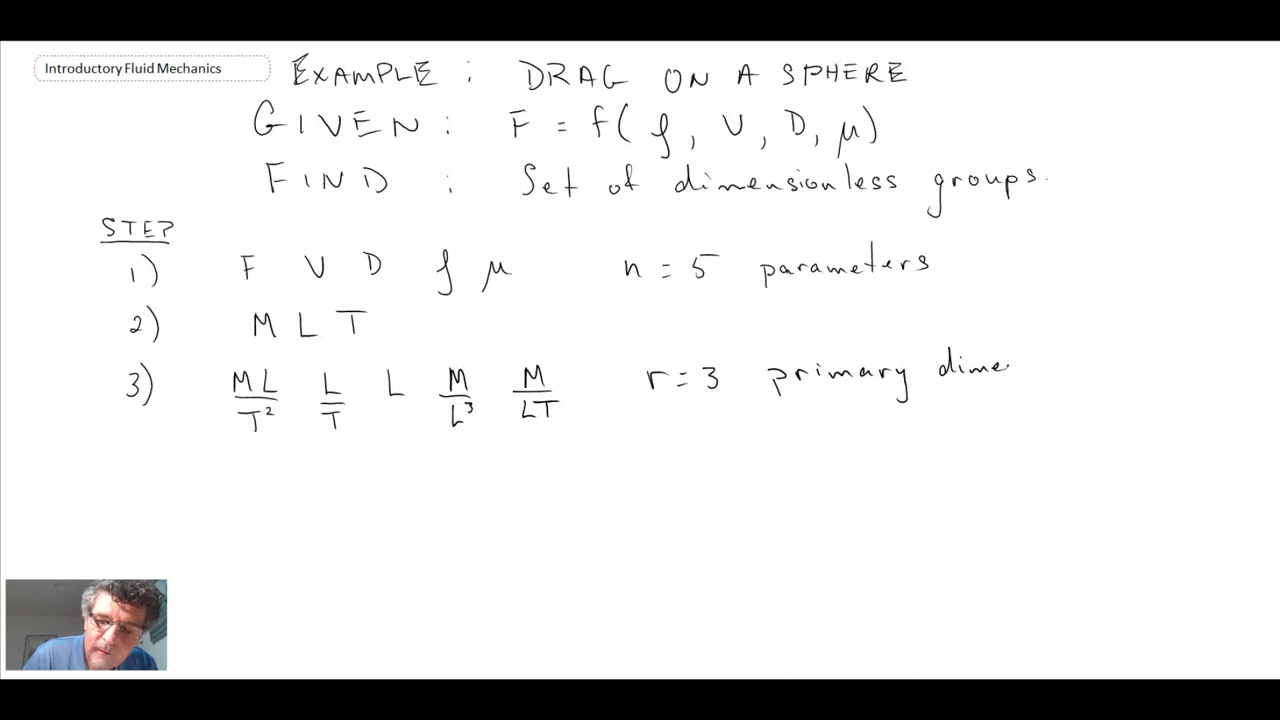 Introductory Fluid Mechanics
EXAMPLE : DRAG ON A SPHERE
GIVEN : F = f(ρ, V, D, μ)
FIND : Set of dimensionless groups.
STEP
1) F V D ρ μ n = 5 parameters
2) M L T
3) ML/T² L/T L M/L³ M/LT r = 3 primary dime